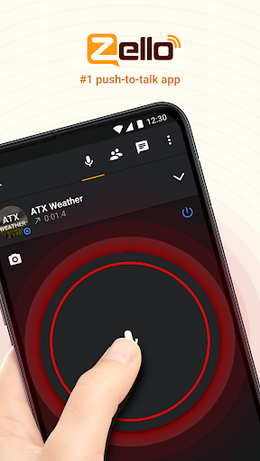 Zello
#1 push-to-talk app
12:30
ATX Weather
0:01.4
ATX
WEATHER